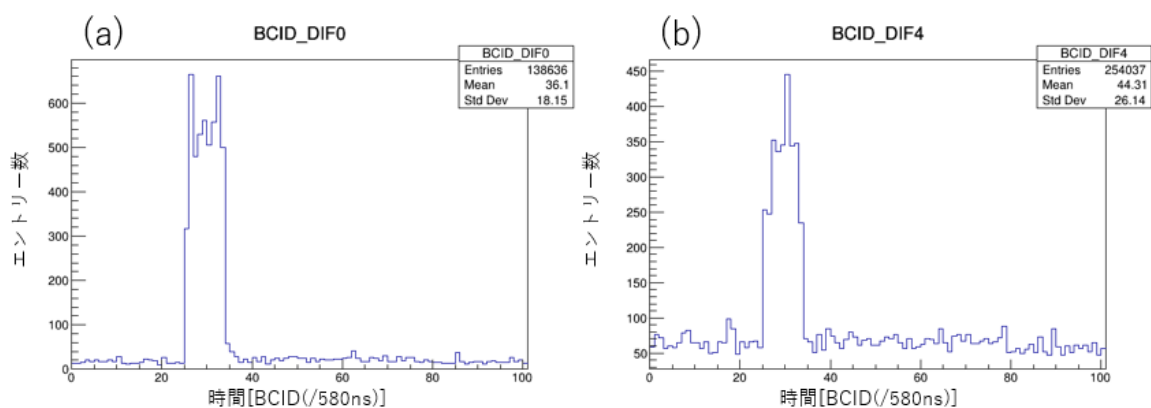 (a)
BCID_DIF0
BCID_DIF0
Entries 138636
Mean 36.1
Std Dev 18.15
600
500
400
300
200
100
0
0 20 40 60 80 100
エントリー数
時間[BCID(/580ns)]
(b)
BCID_DIF4
BCID_DIF4
Entries 254037
Mean 44.31
Std Dev 26.14
450
400
350
300
250
200
150
100
50
0 20 40 60 80 100
エントリー数
時間[BCID(/580ns)]